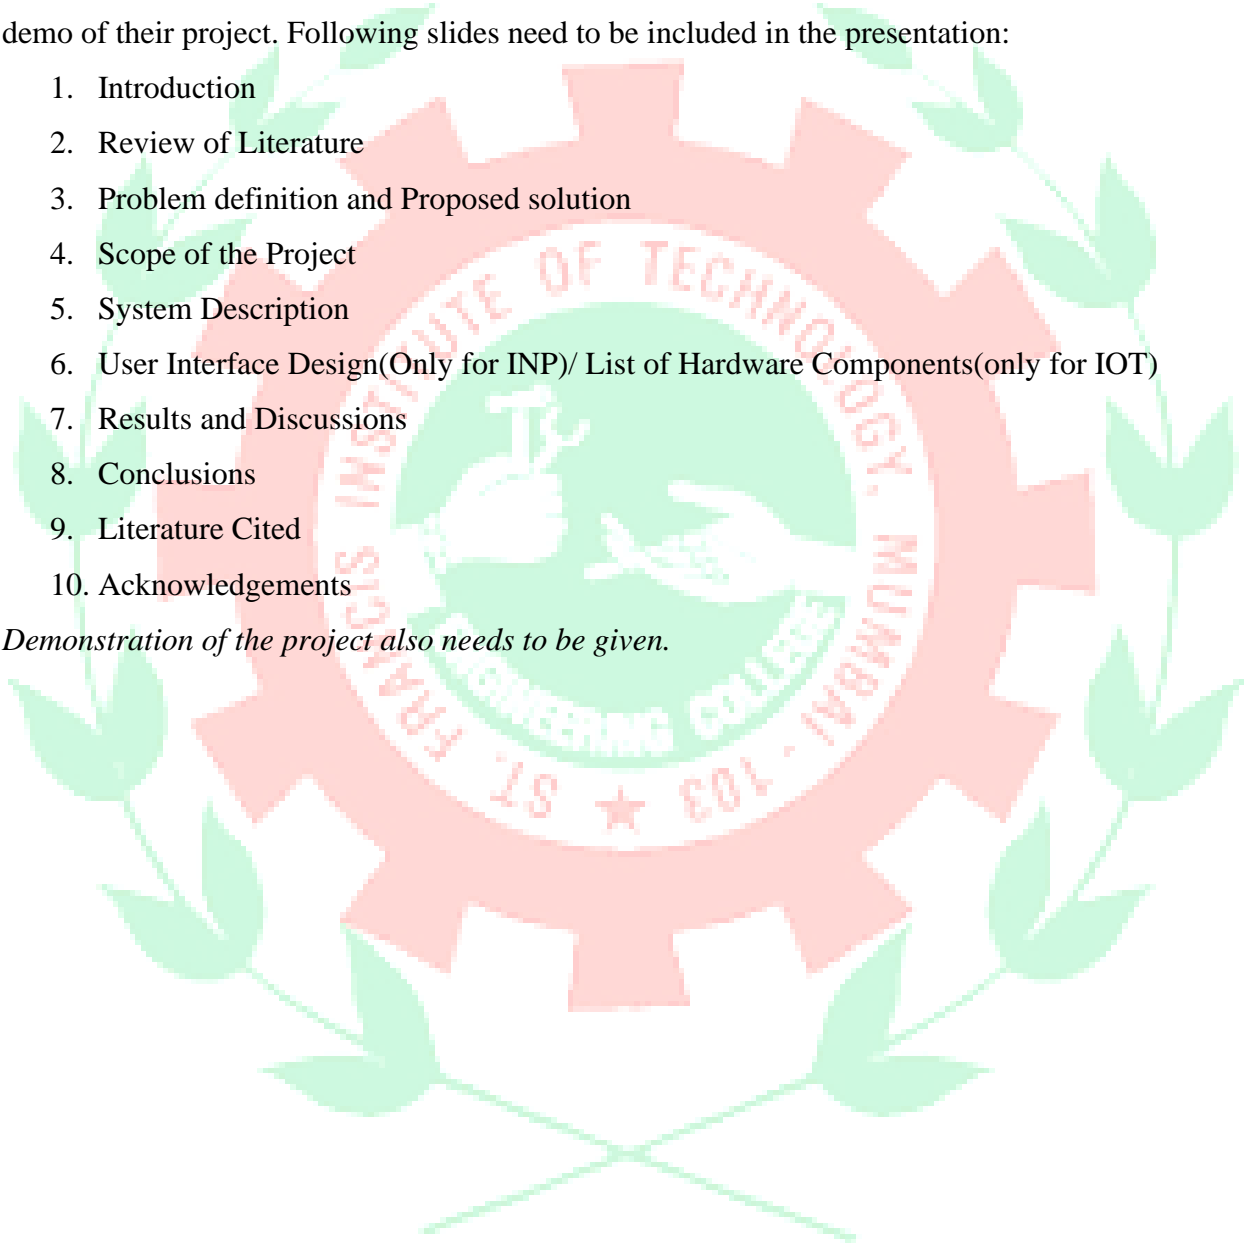 demo of their project. Following slides need to be included in the presentation:
1. Introduction
2. Review of Literature
3. Problem definition and Proposed solution
4. Scope of the Project
5. System Description
6. User Interface Design(Only for INP)/ List of Hardware Components(only for IOT)
7. Results and Discussions
8. Conclusions
9. Literature Cited
10. Acknowledgements
Demonstration of the project also needs to be given.
ST. FRANCIS INSTITUTE OF TECHNOLOGY, MUMBAI - 103
ENGINEERING COLLEGE